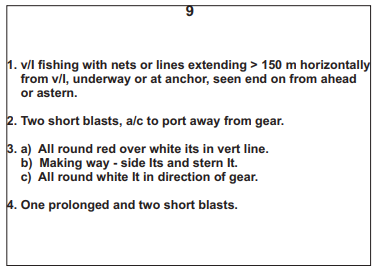 9
1. v/l fishing with nets or lines extending > 150 m horizontally
from v/l, underway or at anchor, seen end on from ahead
or astern.
2. Two short blasts, a/c to port away from gear.
3. a) All round red over white lts in vert line.
b) Making way - side lts and stern lt.
c) All round white lt in direction of gear.
4. One prolonged and two short blasts.